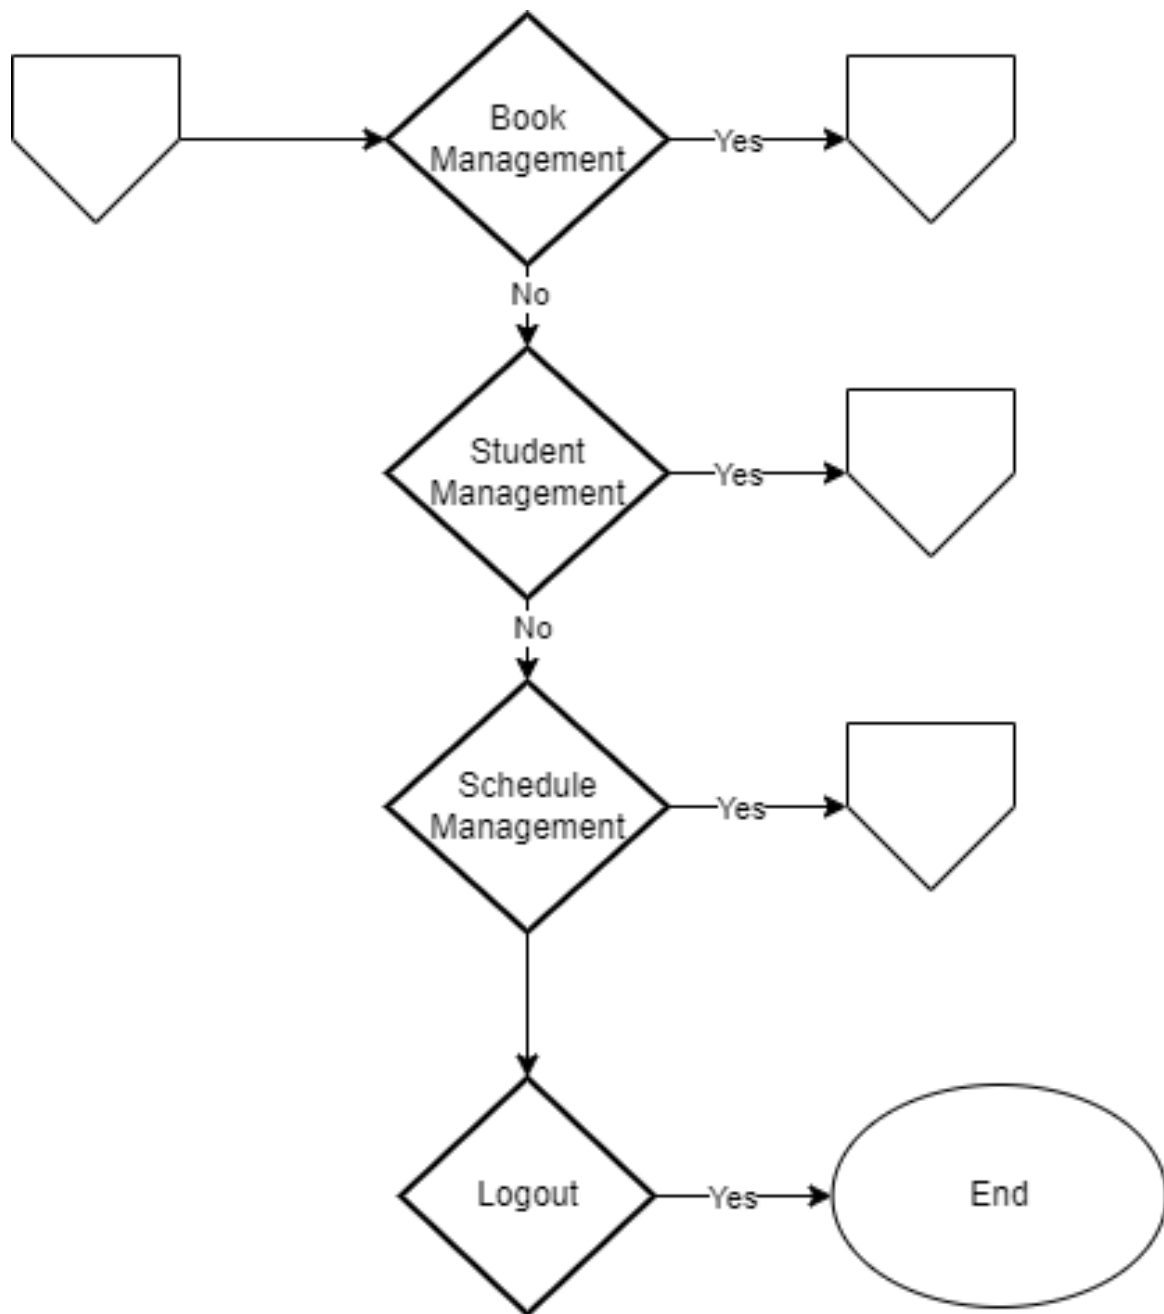 Book
Management
Yes
No
Student
Management
Yes
No
Schedule
Management
Yes
Logout
Yes
End